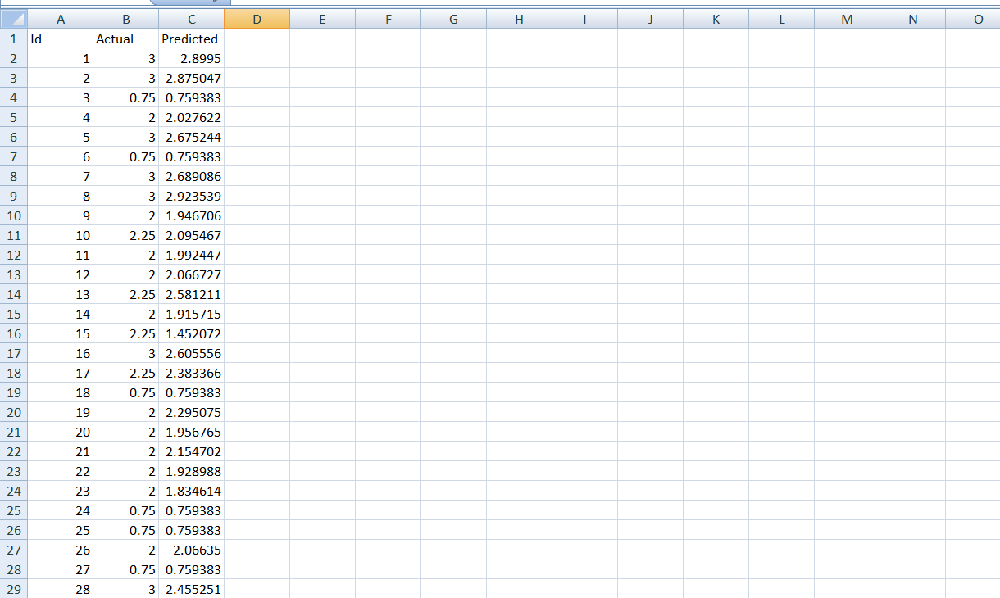 A B C D E F G H I J K L M N O
1 Id Actual Predicted
2 1 3 2.8995
3 2 3 2.875047
4 3 0.75 0.759383
5 4 2 2.027622
6 5 3 2.675244
7 6 0.75 0.759383
8 7 3 2.689086
9 8 3 2.923539
10 9 2 1.946706
11 10 2.25 2.095467
12 11 2 1.992447
13 12 2 2.066727
14 13 2.25 2.581211
15 14 2 1.915715
16 15 2.25 1.452072
17 16 3 2.605556
18 17 2.25 2.383366
19 18 0.75 0.759383
20 19 2 2.295075
21 20 2 1.956765
22 21 2 2.154702
23 22 2 1.928988
24 23 2 1.834614
25 24 0.75 0.759383
26 25 0.75 0.759383
27 26 2 2.06635
28 27 0.75 0.759383
29 28 3 2.455251